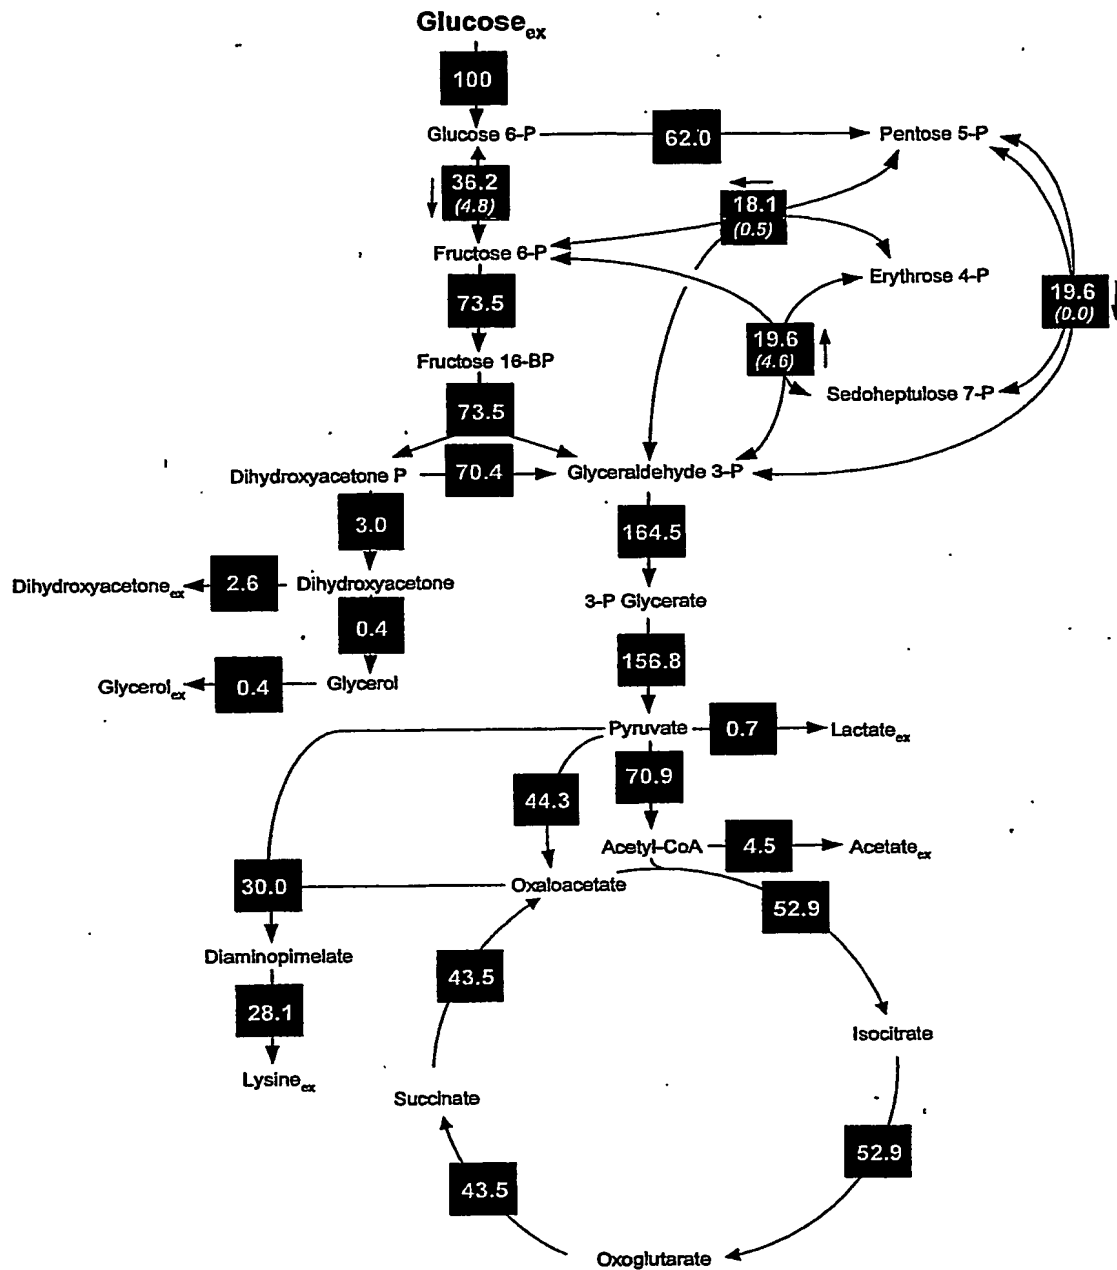 Glucose ex
100
Glucose 6-P
62.0
Pentose 5-P
36.2
(4.8)
18.1
(0.5)
Fructose 6-P
Erythrose 4-P
73.5
19.6
(0.0)
19.6
(4.6)
Fructose 16-BP
73.5
Sedoheptulose 7-P
Dihydroxyacetone P
70.4
Glyceraldehyde 3-P
3.0
164.5
Dihydroxyacetone ex
2.6
Dihydroxyacetone
3-P Glycerate
0.4
156.8
Glycerol ex
0.4
Glycerol
Pyruvate
0.7
Lactate ex
70.9
44.3
Acetyl-CoA
4.5
Acetate ex
30.0
Oxaloacetate
52.9
Diaminopimelate
43.5
28.1
Isocitrate
Lysine ex
Succinate
52.9
43.5
Oxoglutarate